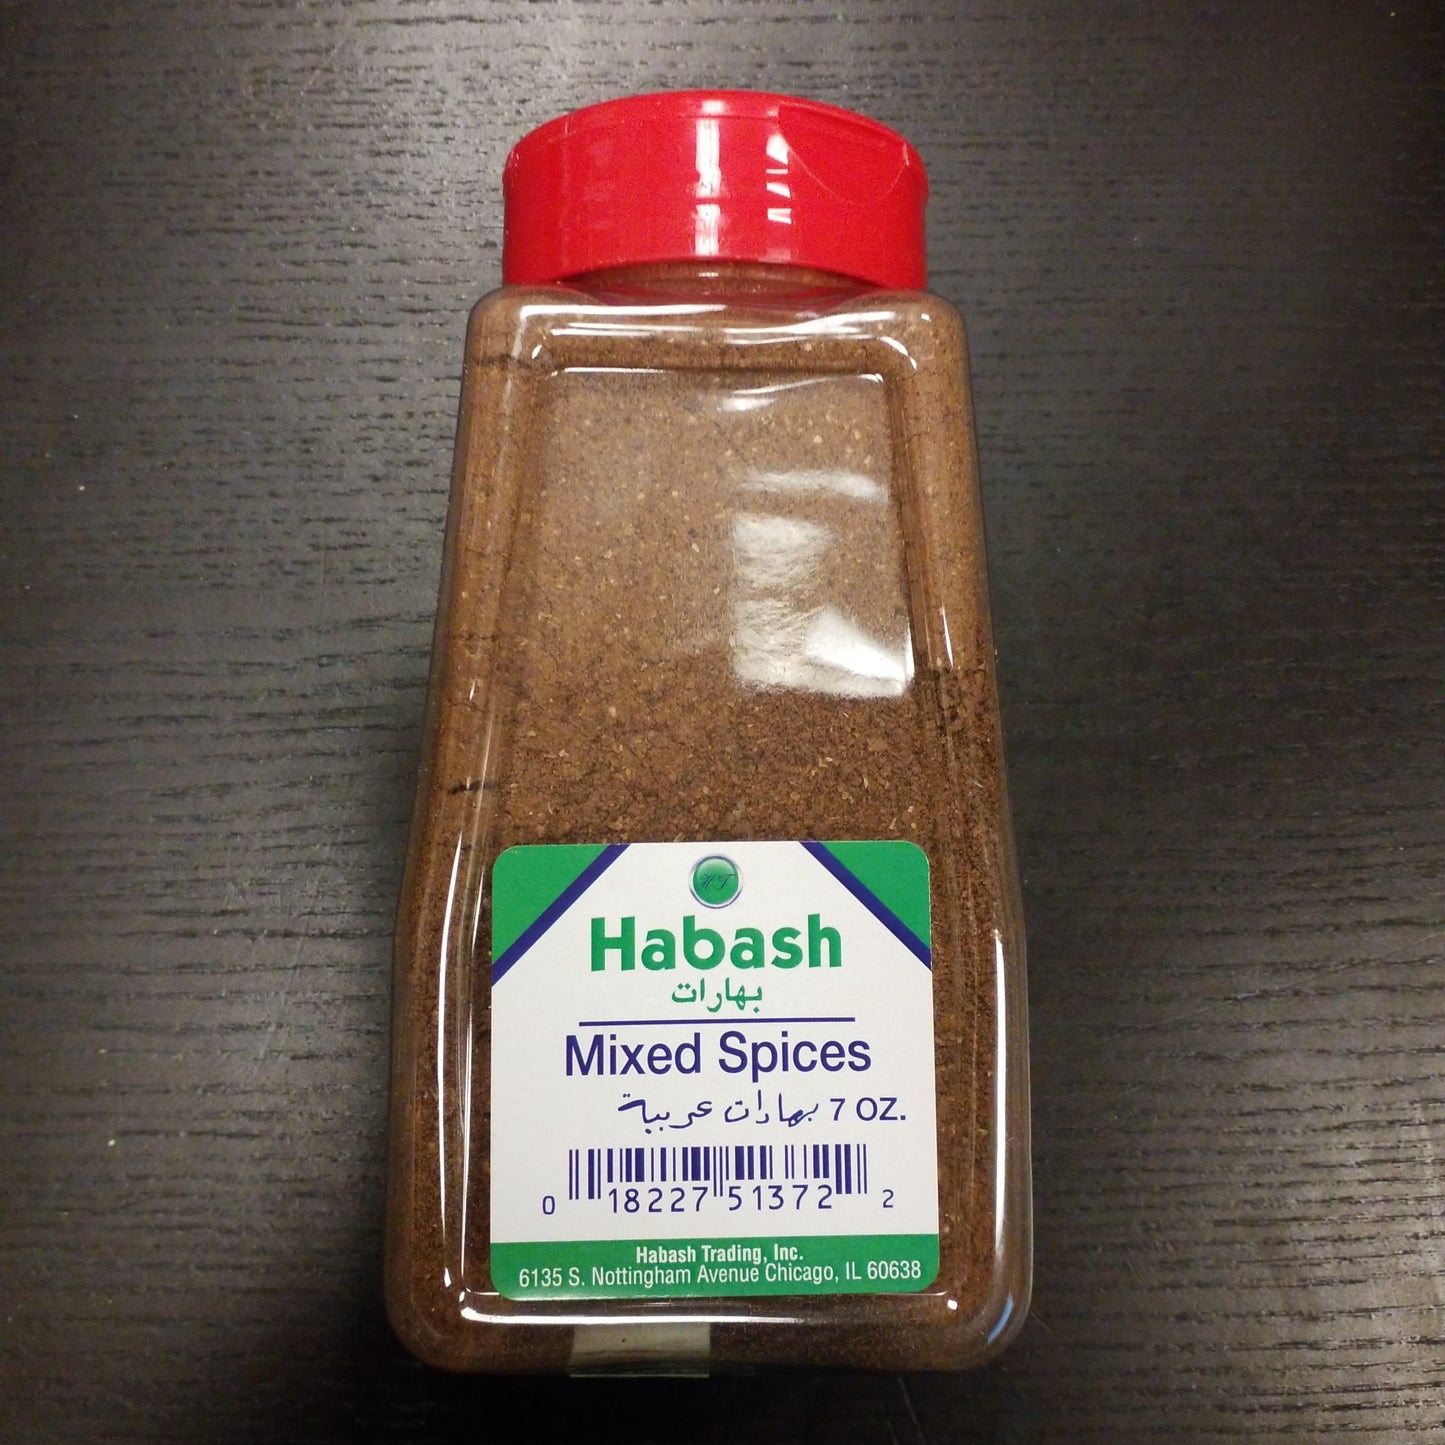 HT
Habash
بهارات
Mixed Spices
بهارات عربية 7 OZ.
0 18227 51372 2
Habash Trading, Inc.
6135 S. Nottingham Avenue Chicago, IL 60638